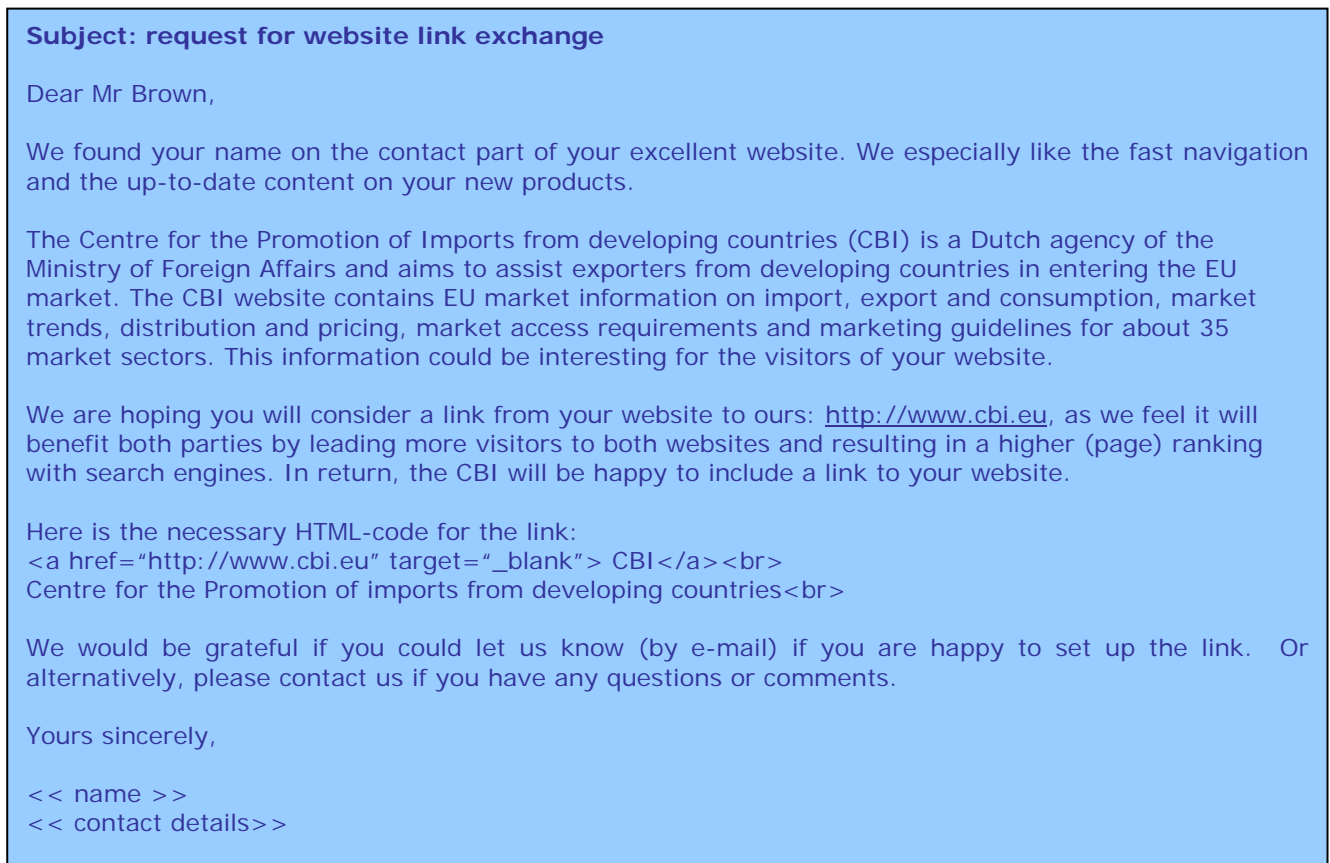 Subject: request for website link exchange
Dear Mr Brown,
We found your name on the contact part of your excellent website. We especially like the fast navigation
and the up-to-date content on your new products.
The Centre for the Promotion of Imports from developing countries (CBI) is a Dutch agency of the
Ministry of Foreign Affairs and aims to assist exporters from developing countries in entering the EU
market. The CBI website contains EU market information on import, export and consumption, market
trends, distribution and pricing, market access requirements and marketing guidelines for about 35
market sectors. This information could be interesting for the visitors of your website.
We are hoping you will consider a link from your website to ours: http://www.cbi.eu, as we feel it will
benefit both parties by leading more visitors to both websites and resulting in a higher (page) ranking
with search engines. In return, the CBI will be happy to include a link to your website.
Here is the necessary HTML-code for the link:
<a href=“http://www.cbi.eu” target=“_blank”> CBI</a><br>
Centre for the Promotion of imports from developing countries<br>
We would be grateful if you could let us know (by e-mail) if you are happy to set up the link. Or
alternatively, please contact us if you have any questions or comments.
Yours sincerely,
<< name >>
<< contact details>>